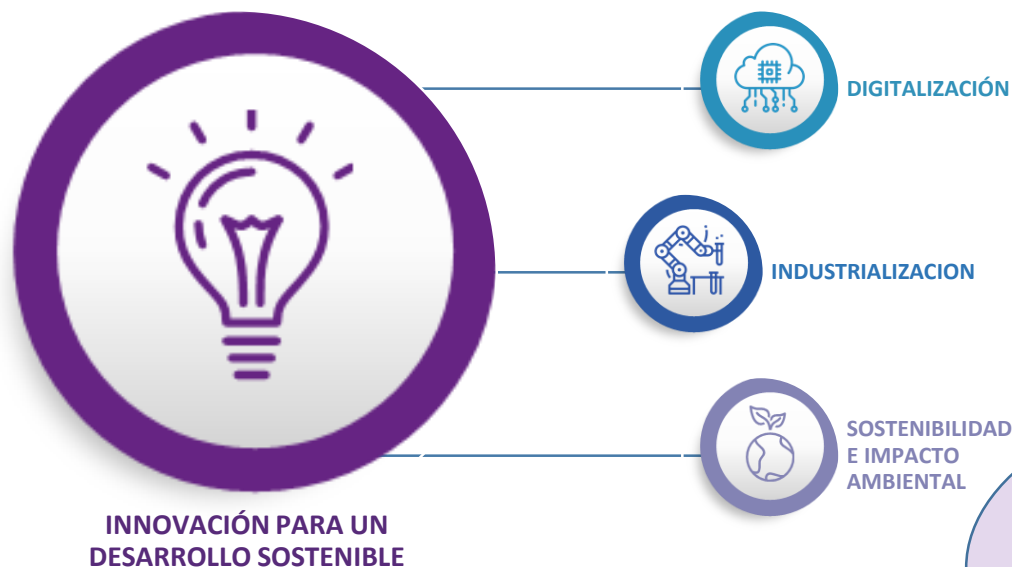 DIGITALIZACIÓN
INDUSTRIALIZACION
SOSTENIBILIDAD
E IMPACTO
AMBIENTAL
INNOVACIÓN PARA UN
DESARROLLO SOSTENIBLE